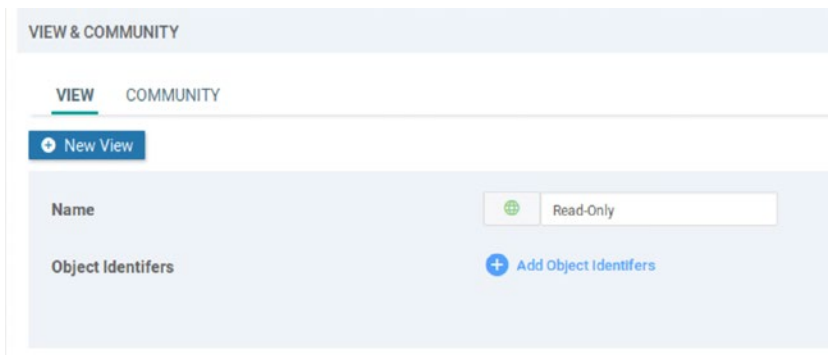 VIEW & COMMUNITY
VIEW COMMUNITY
New View
Name Read-Only
Object Identifers Add Object Identifers